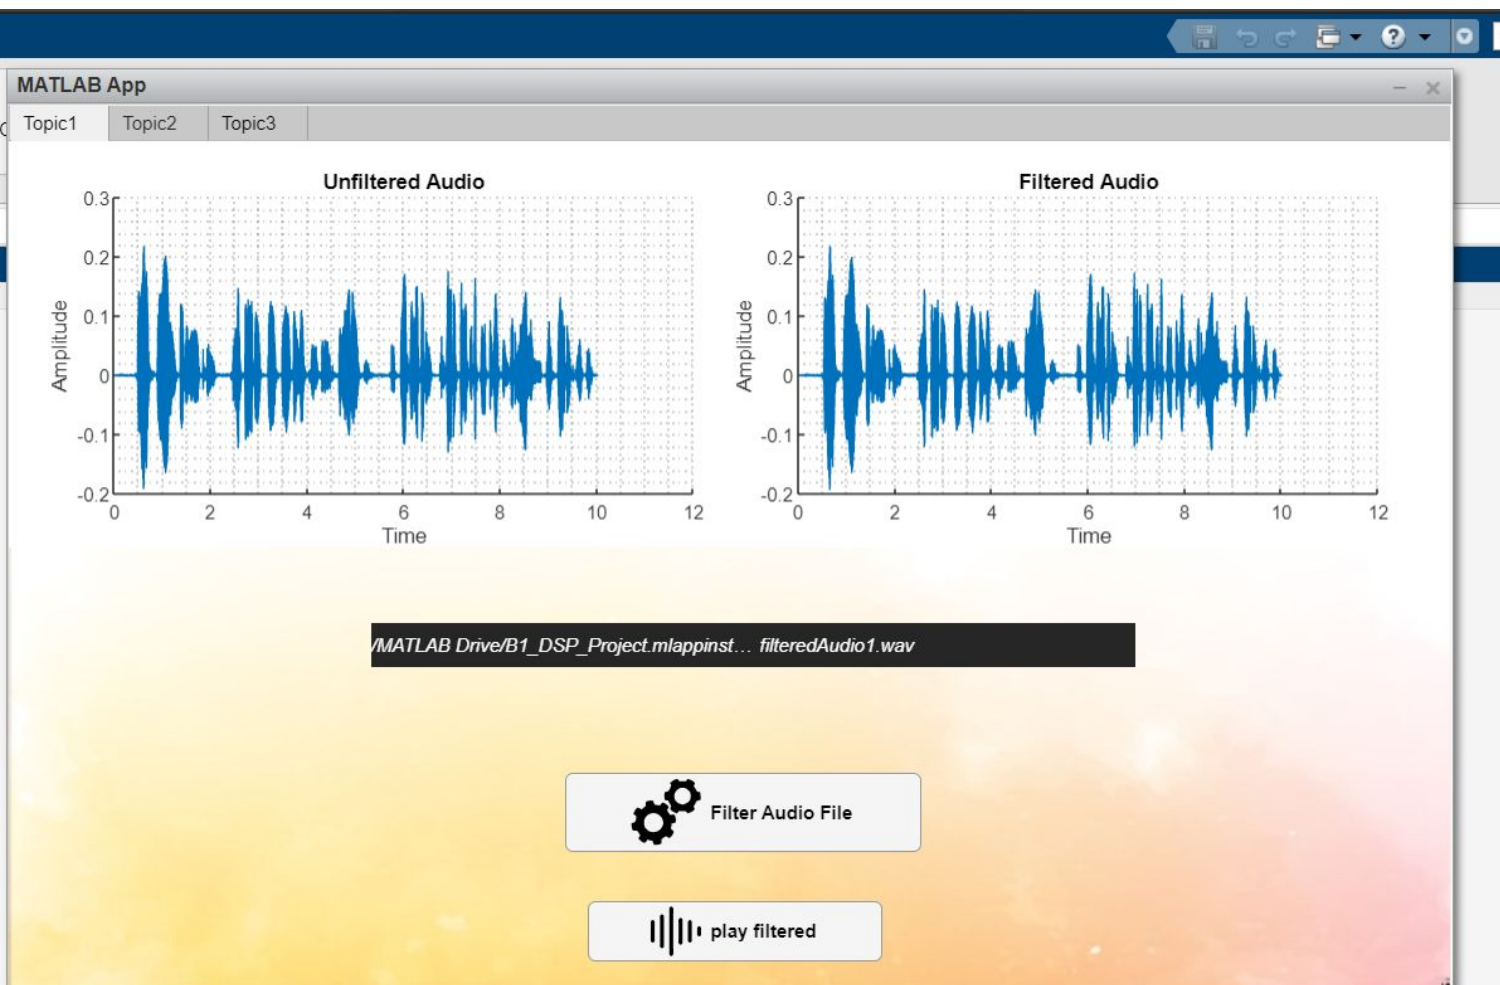 MATLAB App
Topic1 Topic2 Topic3
Unfiltered Audio
0.3
0.2
0.1
0
-0.1
-0.2
Amplitude
0 2 4 6 8 10 12
Time
Filtered Audio
0.3
0.2
0.1
0
-0.1
-0.2
Amplitude
0 2 4 6 8 10 12
Time
/MATLAB Drive/B1_DSP_Project.mlappinst... filteredAudio1.wav
Filter Audio File
play filtered